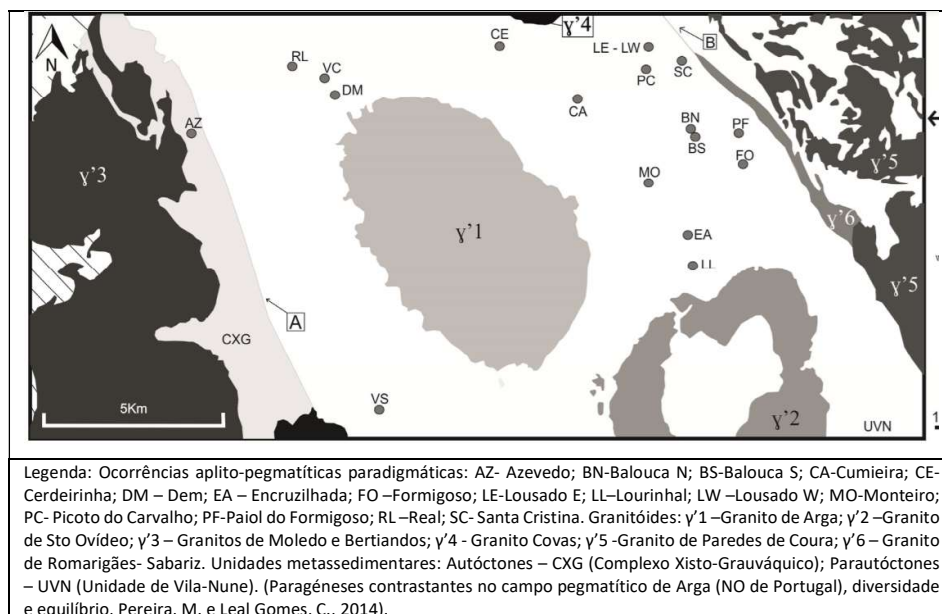 γ'4
CE
LE - LW
B
N
RL
VC
DM
PC
SC
CA
AZ
BN
BS
PF
FO
γ'3
MO
γ'5
γ'1
γ'6
EA
LL
γ'5
A
CXG
5Km
VS
γ'2
UVN
1
Legenda: Ocorrências aplito-pegmatíticas paradigmáticas: AZ- Azevedo; BN-Balouca N; BS-Balouca S; CA-Cumieira; CE-
Cerdeirinha; DM – Dem; EA – Encruzilhada; FO –Formigoso; LE-Lousado E; LL–Lourinhal; LW –Lousado W; MO-Monteiro;
PC- Picoto do Carvalho; PF-Paiol do Formigoso; RL –Real; SC- Santa Cristina. Granitóides: γ'1 –Granito de Arga; γ'2 –Granito
de Sto Ovídeo; γ'3 – Granitos de Moledo e Bertiandos; γ'4 - Granito Covas; γ'5 -Granito de Paredes de Coura; γ'6 – Granito
de Romarigães- Sabariz. Unidades metassedimentares: Autóctones – CXG (Complexo Xisto-Grauváquico); Parautóctones
– UVN (Unidade de Vila-Nune). (Paragéneses contrastantes no campo pegmatítico de Arga (NO de Portugal), diversidade
e equilíbrio. Pereira, M. e Leal Gomes, C., 2014).